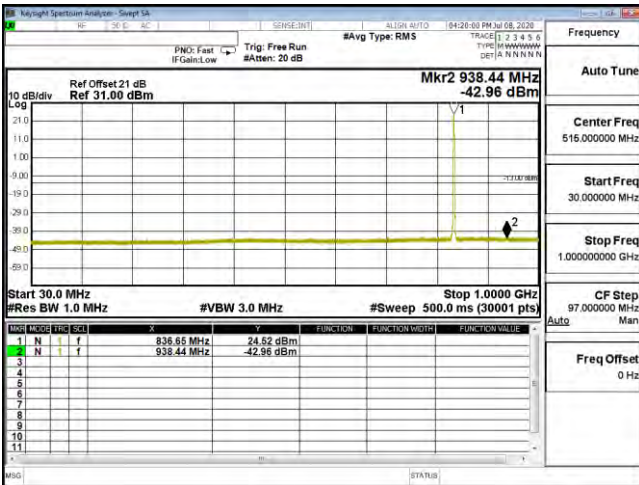 Keysight Spectrum Analyzer - Swept SA
RF 50 Ω AC SENSE:INT ALIGN AUTO 04:20:00 PM Jul 08, 2020
PNO: Fast Trig: Free Run #Avg Type: RMS TRACE 1 2 3 4 5 6
IFGain:Low #Atten: 20 dB TYPE M W W W W W
DET A N N N N N
Ref Offset 21 dB
10 dB/div Ref 31.00 dBm
Mkr2 938.44 MHz
-42.96 dBm
Log
21.0
11.0
1.00
-9.00
-13.00 dBm
-19.0
-29.0
-39.0
-49.0
-59.0
1
2
Start 30.0 MHz Stop 1.0000 GHz
#Res BW 1.0 MHz #VBW 3.0 MHz #Sweep 500.0 ms (30001 pts)
MKR MODE TRC SCL X Y FUNCTION FUNCTION WIDTH FUNCTION VALUE
1 N 1 f 836.65 MHz 24.52 dBm
2 N 1 f 938.44 MHz -42.96 dBm
3
4
5
6
7
8
9
10
11
MSG STATUS
Frequency
Auto Tune
Center Freq
515.000000 MHz
Start Freq
30.000000 MHz
Stop Freq
1.000000000 GHz
CF Step
97.000000 MHz
Auto Man
Freq Offset
0 Hz